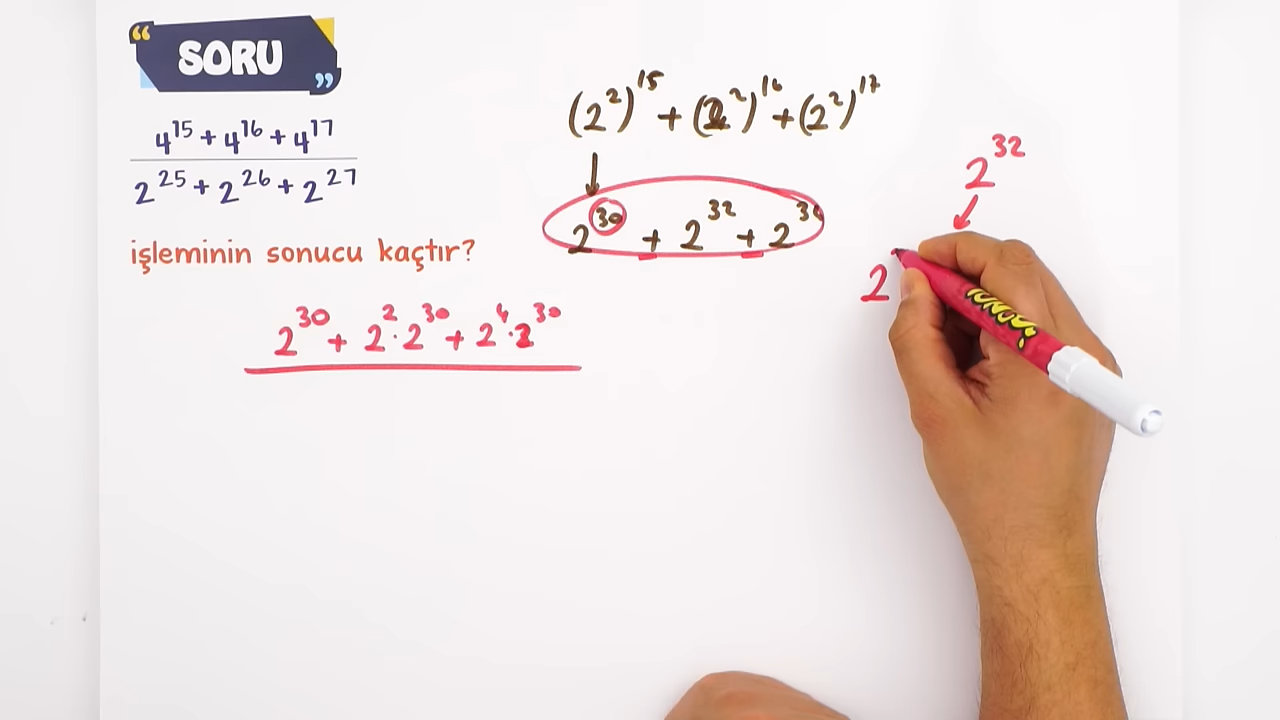 SORU
4^15 + 4^16 + 4^17
2^25 + 2^26 + 2^27
işleminin sonucu kaçtır?
(2^2)^15 + (2^2)^16 + (2^2)^17
2^30 + 2^32 + 2^3
2^32
2
2^30 + 2^2 · 2^30 + 2^4 · 2^30